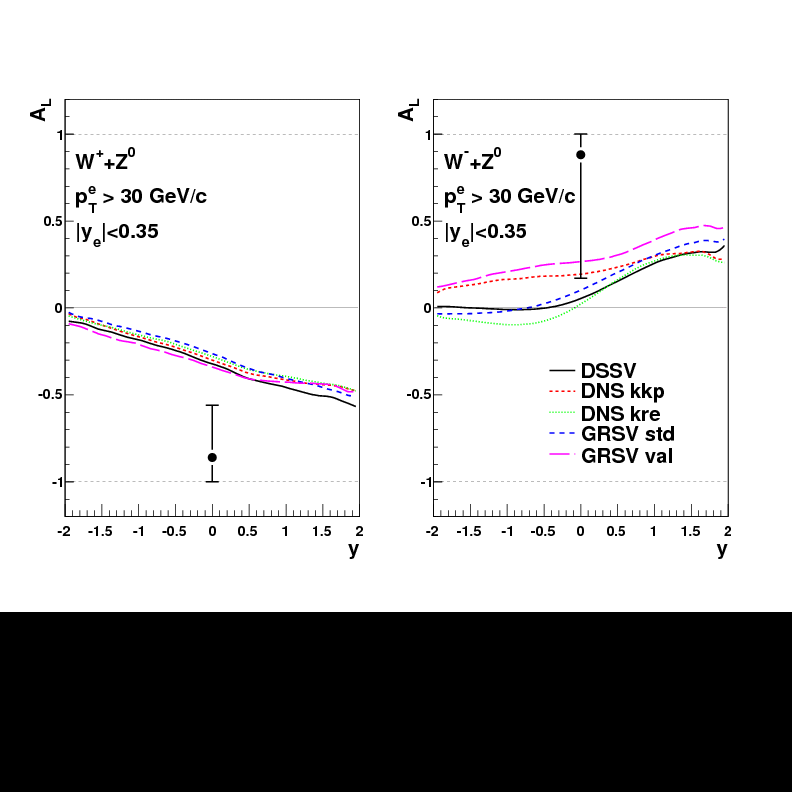 A_L
1
0.5
0
-0.5
-1
W^+ +Z^0
p_T^e > 30 GeV/c
|y_e|<0.35
-2 -1.5 -1 -0.5 0 0.5 1 1.5 2
y
A_L
1
0.5
0
-0.5
-1
W^- +Z^0
p_T^e > 30 GeV/c
|y_e|<0.35
DSSV
DNS kkp
DNS kre
GRSV std
GRSV val
-2 -1.5 -1 -0.5 0 0.5 1 1.5 2
y